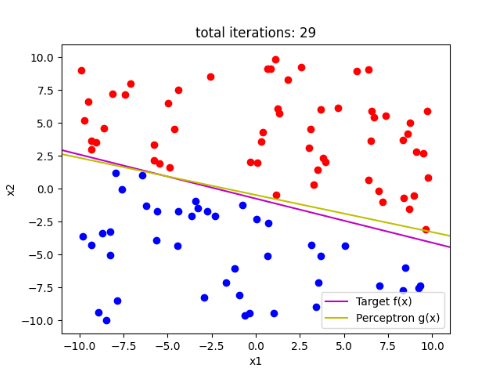 total iterations: 29
10.0
7.5
5.0
2.5
0.0
−2.5
−5.0
−7.5
−10.0
x2
−10.0 −7.5 −5.0 −2.5 0.0 2.5 5.0 7.5 10.0
x1
Target f(x)
Perceptron g(x)